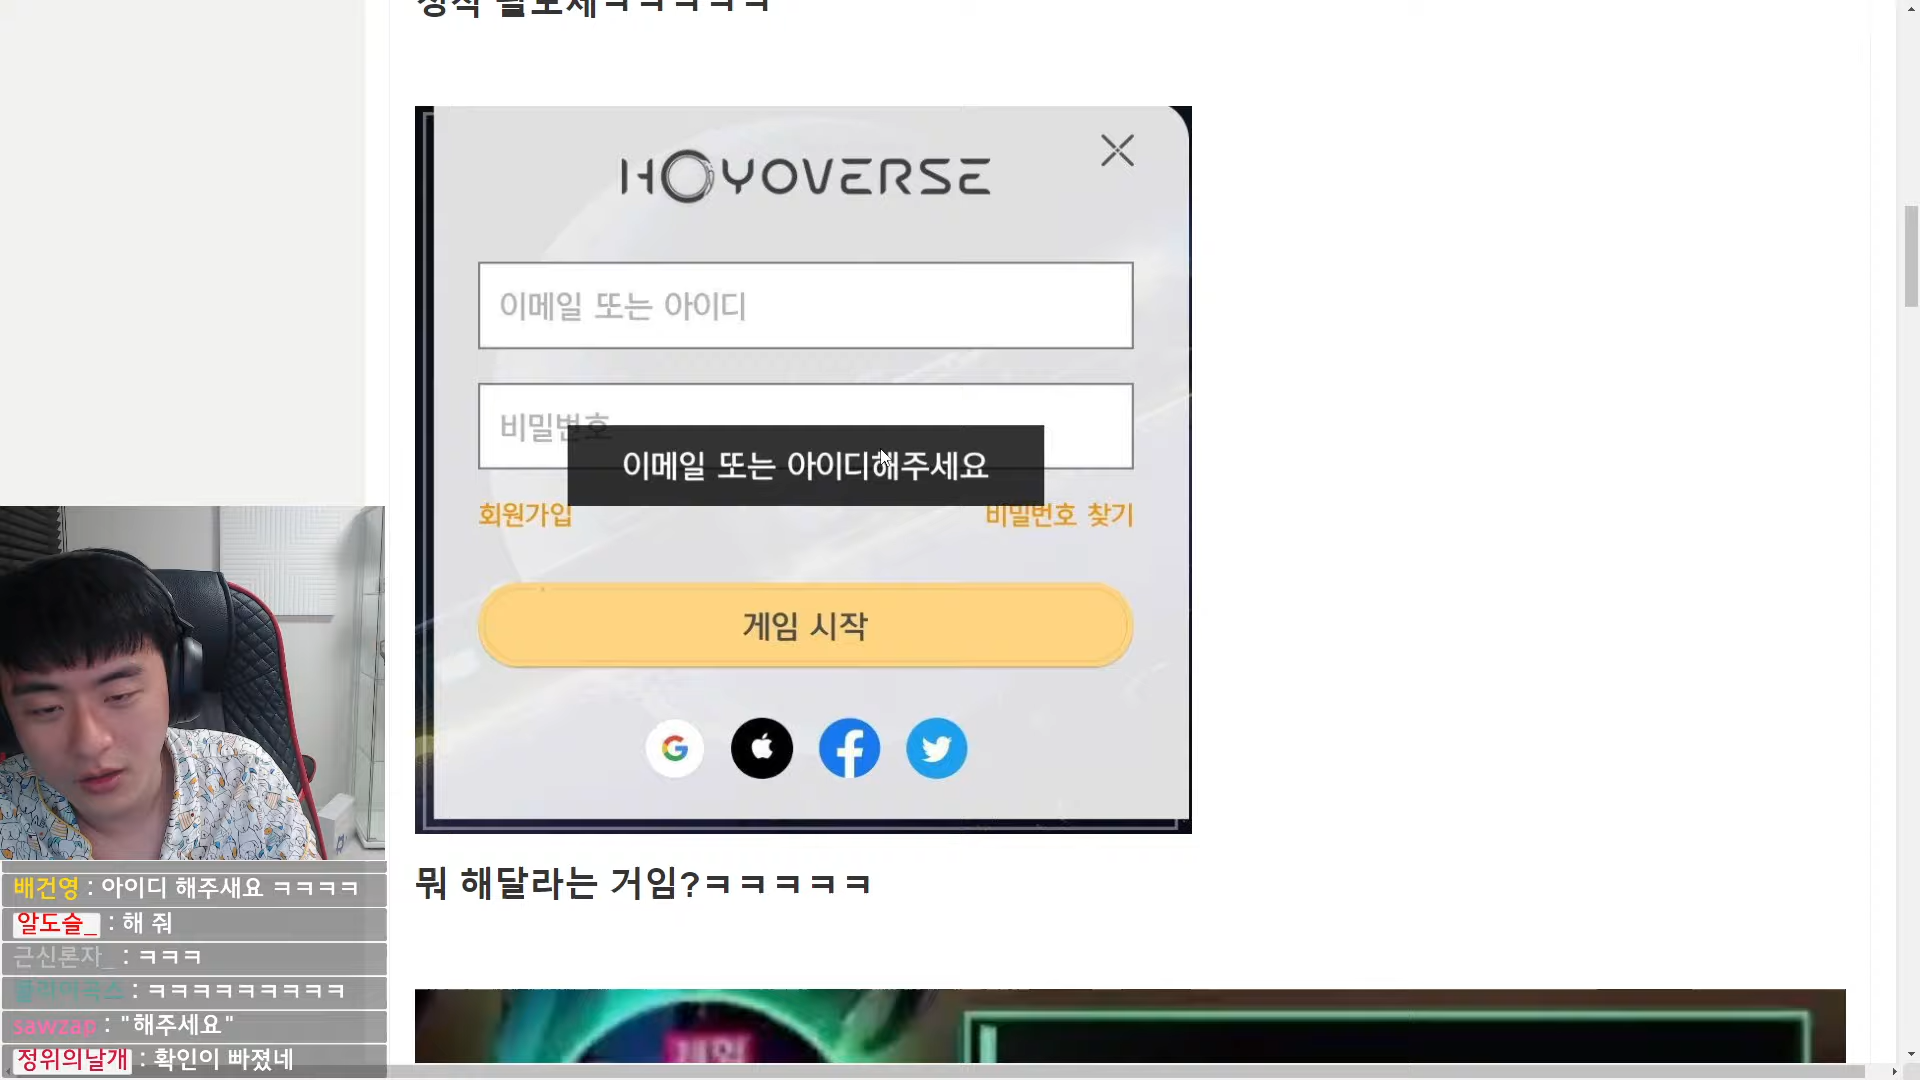 HOYOVERSE
이메일 또는 아이디
비밀번호
이메일 또는 아이디해주세요
회원가입
비밀번호 찾기
게임 시작
뭐 해달라는 거임?ㅋㅋㅋㅋㅋ
배건영 : 아이디 해주새요 ㅋㅋㅋㅋ
알도슬_ : 해 줘
근신론자_ : ㅋㅋㅋ
: ㅋㅋㅋㅋㅋㅋㅋㅋㅋ
sawzap : "해주세요"
정위의날개 : 확인이 빠졌네